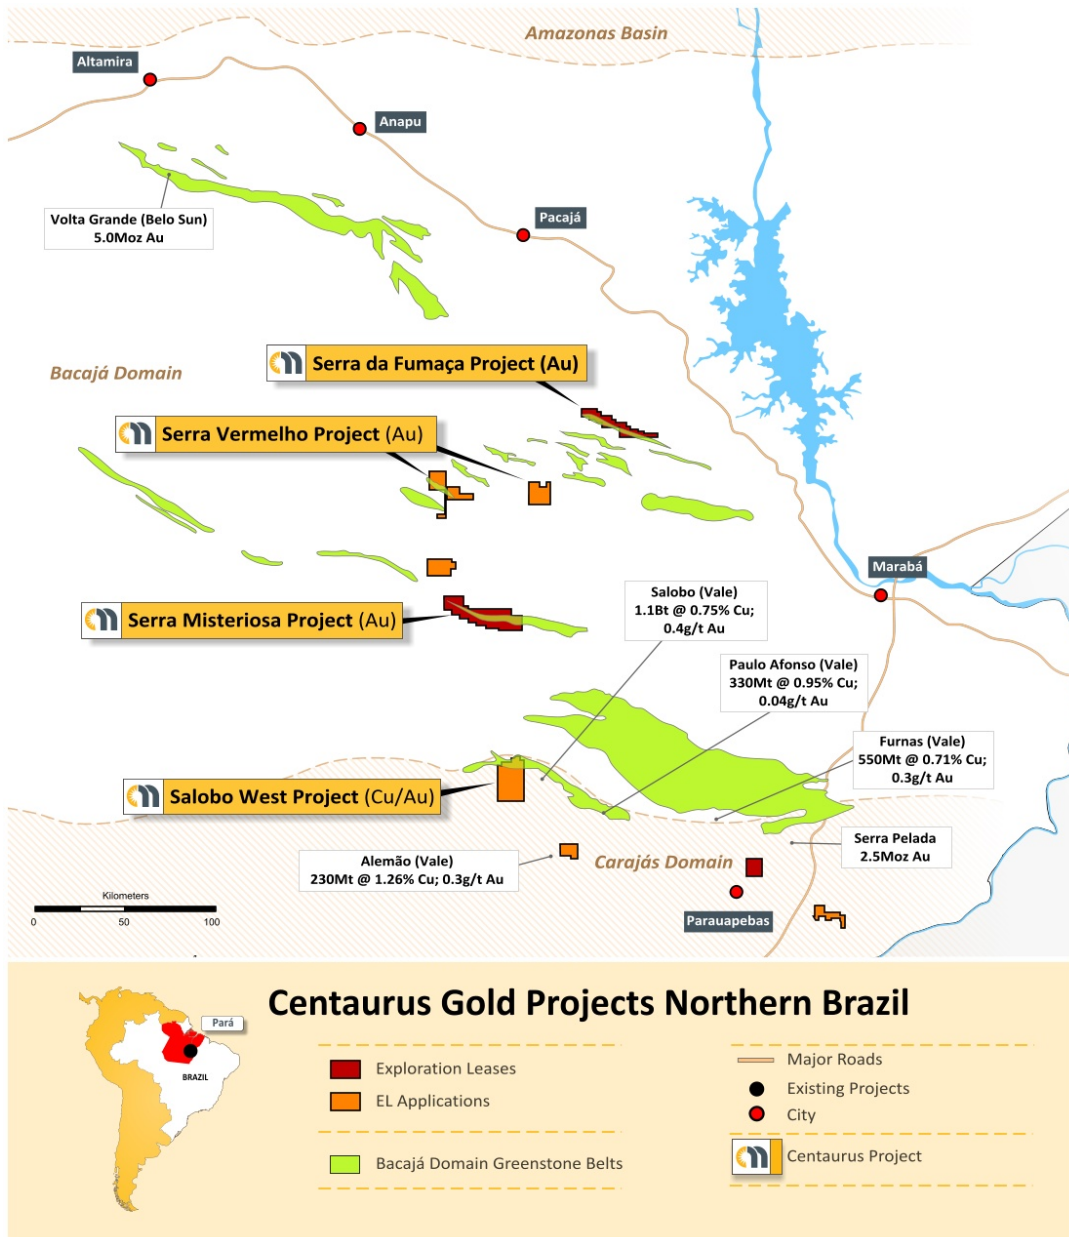 Amazonas Basin
Altamira
Anapu
Pacajá
Volta Grande (Belo Sun)
5.0Moz Au
Bacajá Domain
Serra da Fumaça Project (Au)
Serra Vermelho Project (Au)
Marabá
Serra Misteriosa Project (Au)
Salobo (Vale)
1.1Bt @ 0.75% Cu;
0.4g/t Au
Paulo Afonso (Vale)
330Mt @ 0.95% Cu;
0.04g/t Au
Furnas (Vale)
550Mt @ 0.71% Cu;
0.3g/t Au
Salobo West Project (Cu/Au)
Serra Pelada
2.5Moz Au
Alemão (Vale)
230Mt @ 1.26% Cu; 0.3g/t Au
Carajás Domain
Parauapebas
Kilometers
0 50 100
Centaurus Gold Projects Northern Brazil
Pará
BRAZIL
Exploration Leases
EL Applications
Bacajá Domain Greenstone Belts
Major Roads
Existing Projects
City
Centaurus Project